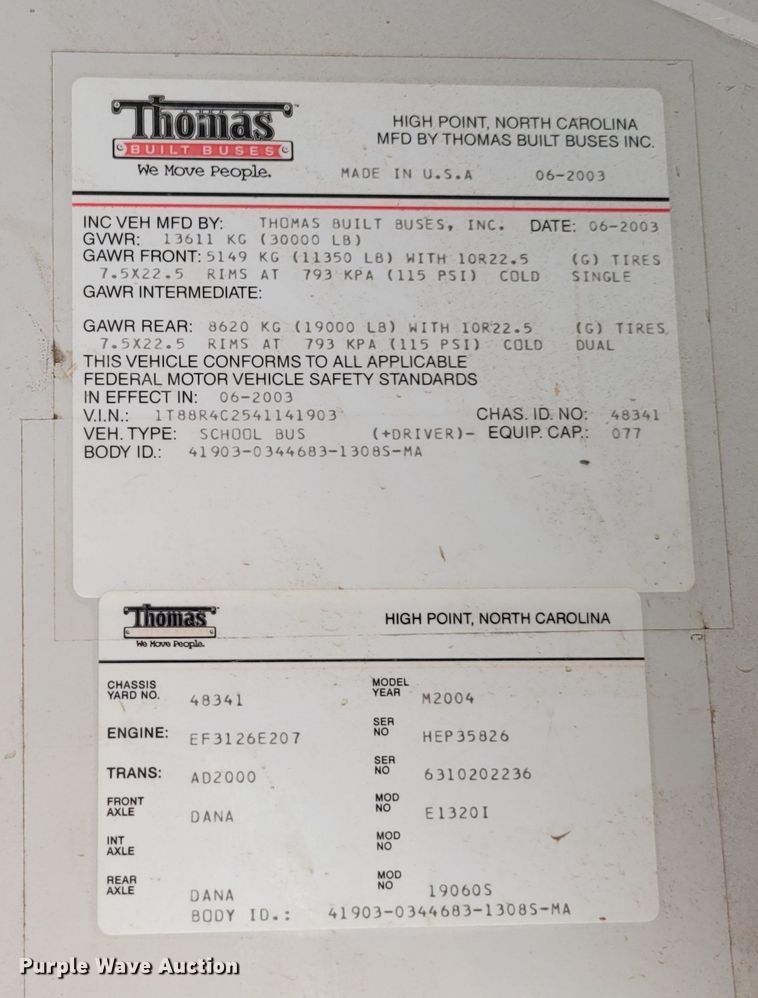 Thomas
BUILT BUSES
We Move People.
HIGH POINT, NORTH CAROLINA
MFD BY THOMAS BUILT BUSES INC.
MADE IN U.S.A 06-2003
INC VEH MFD BY: THOMAS BUILT BUSES, INC. DATE: 06-2003
GVWR: 13611 KG (30000 LB)
GAWR FRONT: 5149 KG (11350 LB) WITH 10R22.5 (G) TIRES
7.5X22.5 RIMS AT 793 KPA (115 PSI) COLD SINGLE
GAWR INTERMEDIATE:
GAWR REAR: 8620 KG (19000 LB) WITH 10R22.5 (G) TIRES
7.5X22.5 RIMS AT 793 KPA (115 PSI) COLD DUAL
THIS VEHICLE CONFORMS TO ALL APPLICABLE
FEDERAL MOTOR VEHICLE SAFETY STANDARDS
IN EFFECT IN: 06-2003
V.I.N.: 1T88R4C2541141903 CHAS. ID. NO: 48341
VEH. TYPE: SCHOOL BUS (+DRIVER)- EQUIP. CAP.: 077
BODY ID.: 41903-0344683-1308S-MA
Thomas
We Move People.
HIGH POINT, NORTH CAROLINA
CHASSIS YARD NO. 48341 MODEL YEAR M2004
ENGINE: EF3126E207 SER NO HEP35826
TRANS: AD2000 SER NO 6310202236
FRONT AXLE DANA MOD NO E1320I
INT AXLE MOD NO
REAR AXLE DANA MOD NO 19060S
BODY ID.: 41903-0344683-1308S-MA
Purple Wave Auction